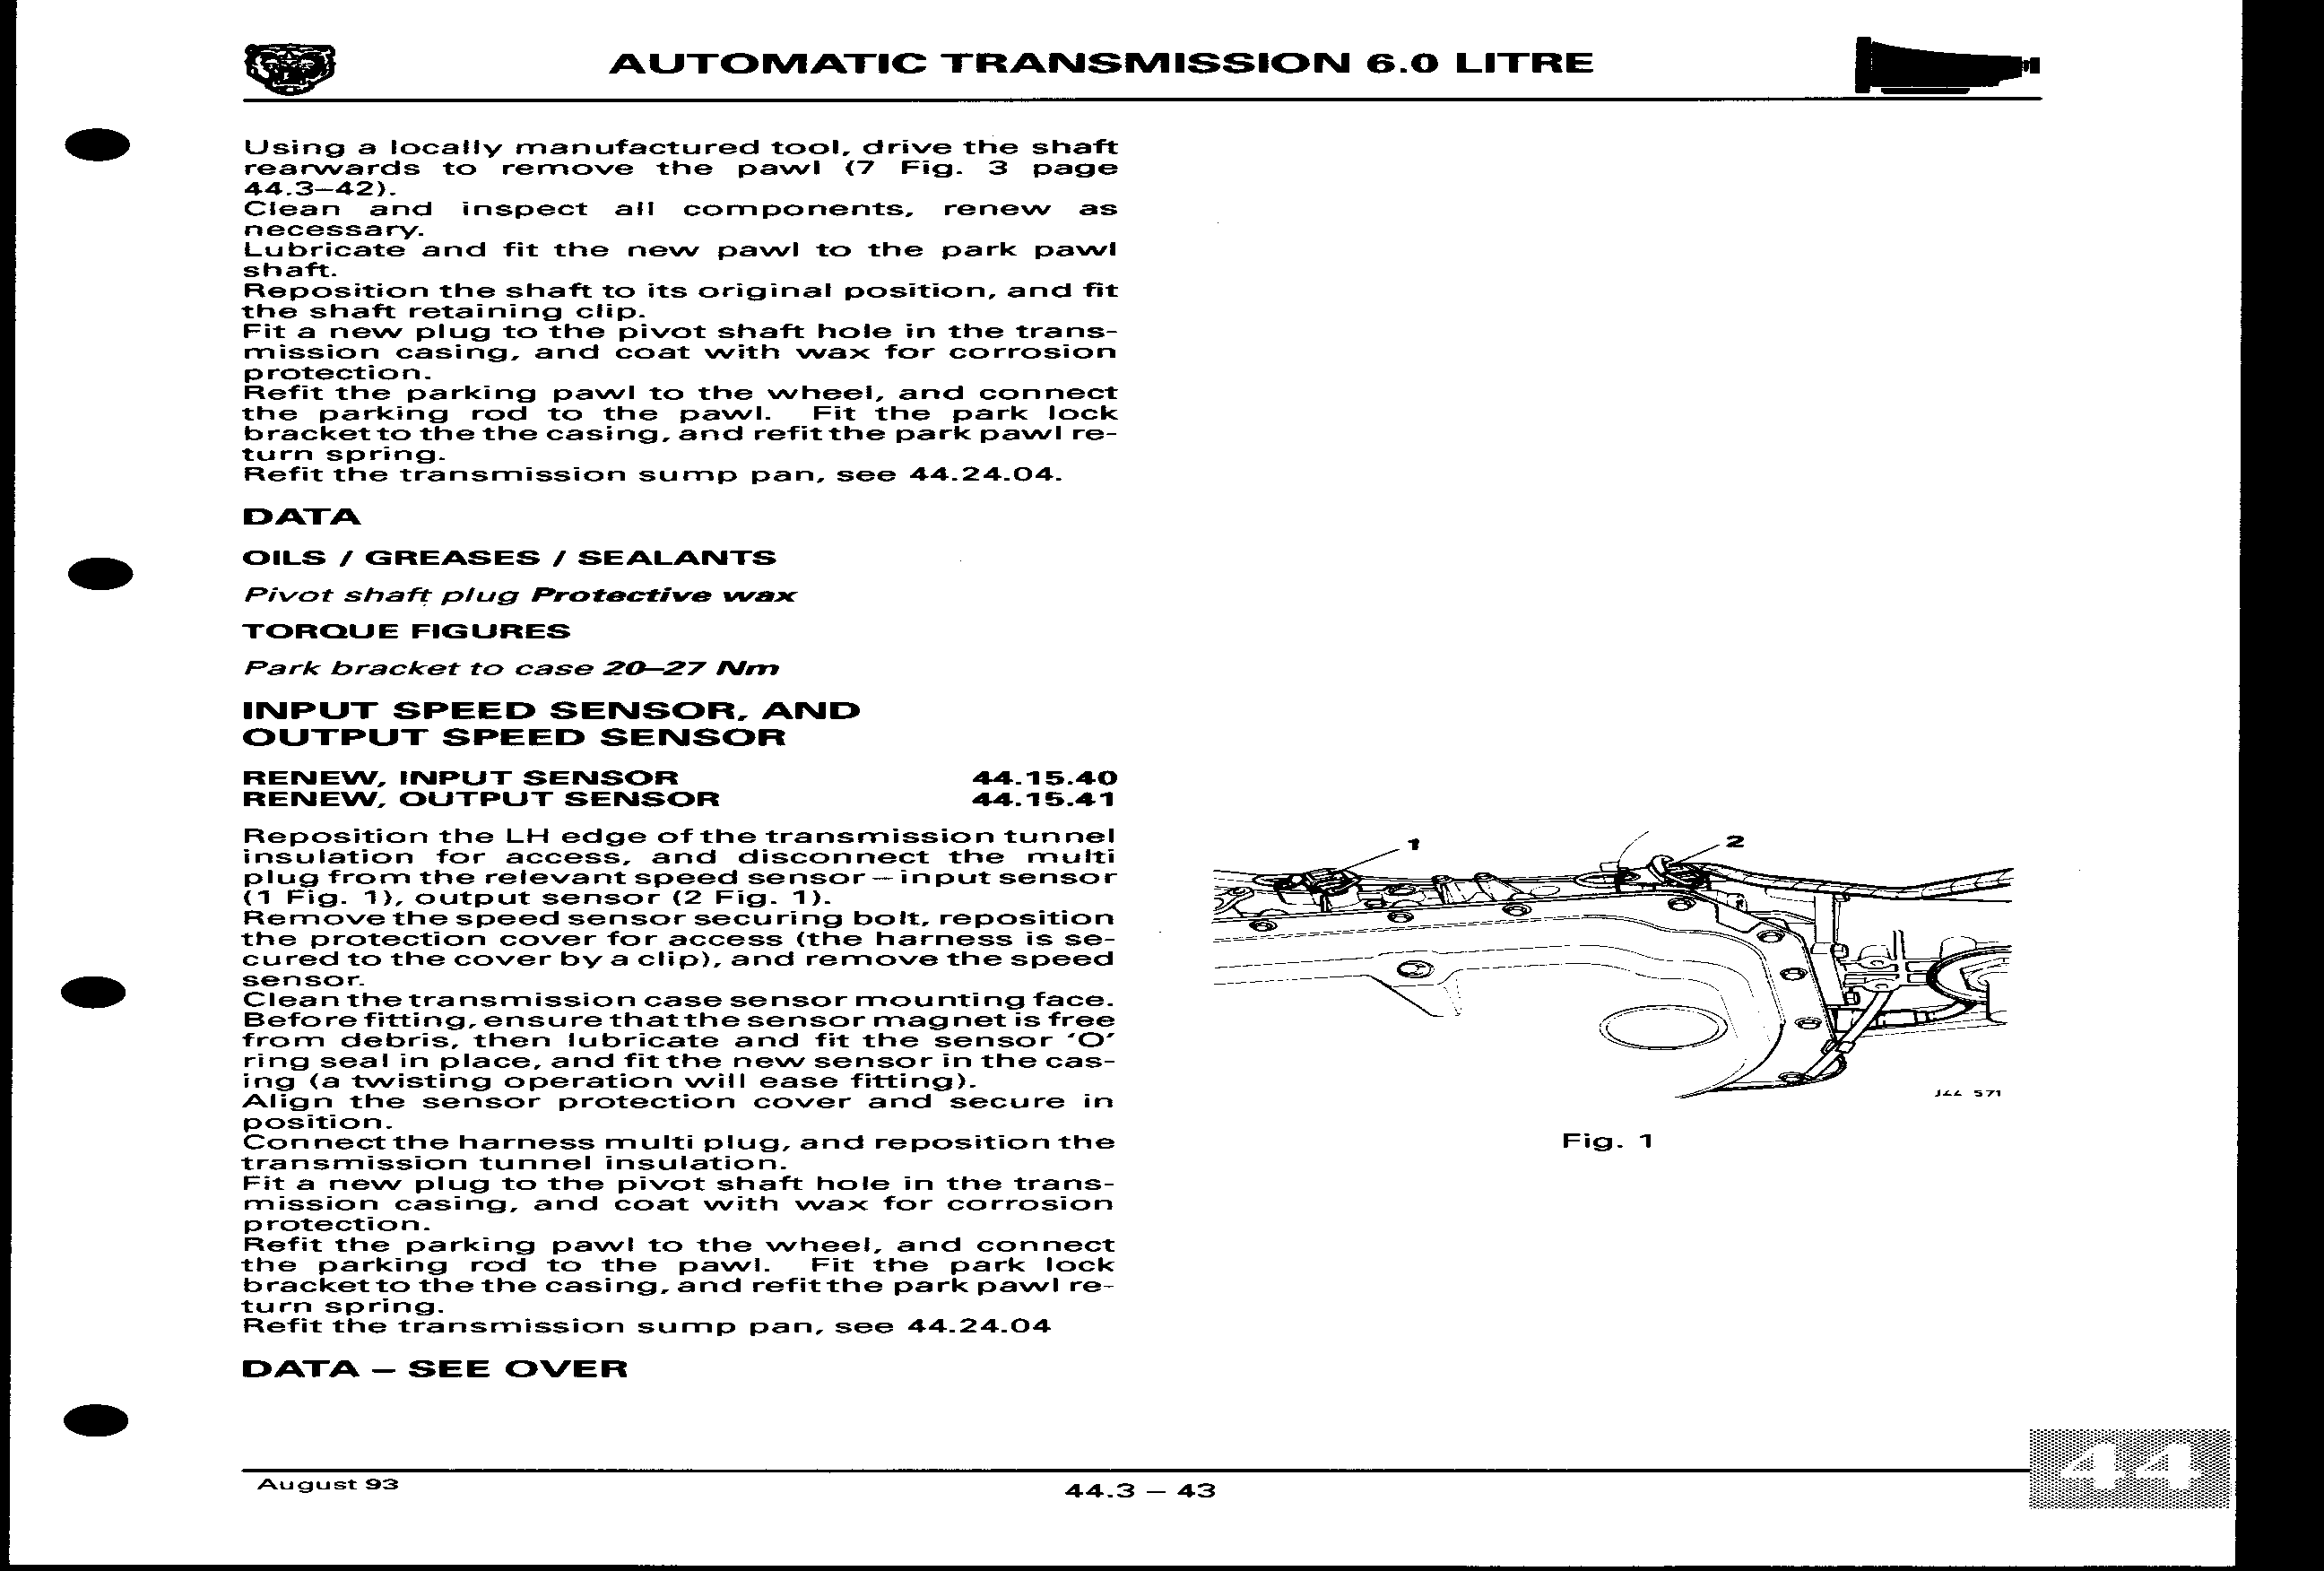 AUTOMATIC TRANSMISSION 6.0 LITRE
Using a locally manufactured tool, drive the shaft
rearwards to remove the pawl (7 Fig. 3 page
44.3–42).
Clean and inspect all components, renew as
necessary.
Lubricate and fit the new pawl to the park pawl
shaft.
Reposition the shaft to its original position, and fit
the shaft retaining clip.
Fit a new plug to the pivot shaft hole in the trans-
mission casing, and coat with wax for corrosion
protection.
Refit the parking pawl to the wheel, and connect
the parking rod to the pawl. Fit the park lock
bracket to the the casing, and refit the park pawl re-
turn spring.
Refit the transmission sump pan, see 44.24.04.
DATA
OILS / GREASES / SEALANTS
Pivot shaft plug Protective wax
TORQUE FIGURES
Park bracket to case 20–27 Nm
INPUT SPEED SENSOR, AND
OUTPUT SPEED SENSOR
RENEW, INPUT SENSOR 44.15.40
RENEW, OUTPUT SENSOR 44.15.41
Reposition the LH edge of the transmission tunnel
insulation for access, and disconnect the multi
plug from the relevant speed sensor – input sensor
(1 Fig. 1), output sensor (2 Fig. 1).
Remove the speed sensor securing bolt, reposition
the protection cover for access (the harness is se-
cured to the cover by a clip), and remove the speed
sensor.
Clean the transmission case sensor mounting face.
Before fitting, ensure that the sensor magnet is free
from debris, then lubricate and fit the sensor ‘O’
ring seal in place, and fit the new sensor in the cas-
ing (a twisting operation will ease fitting).
Align the sensor protection cover and secure in
position.
Connect the harness multi plug, and reposition the
transmission tunnel insulation.
Fit a new plug to the pivot shaft hole in the trans-
mission casing, and coat with wax for corrosion
protection.
Refit the parking pawl to the wheel, and connect
the parking rod to the pawl. Fit the park lock
bracket to the the casing, and refit the park pawl re-
turn spring.
Refit the transmission sump pan, see 44.24.04
DATA – SEE OVER
1
2
J44 571
Fig. 1
August 93
44.3 – 43
44